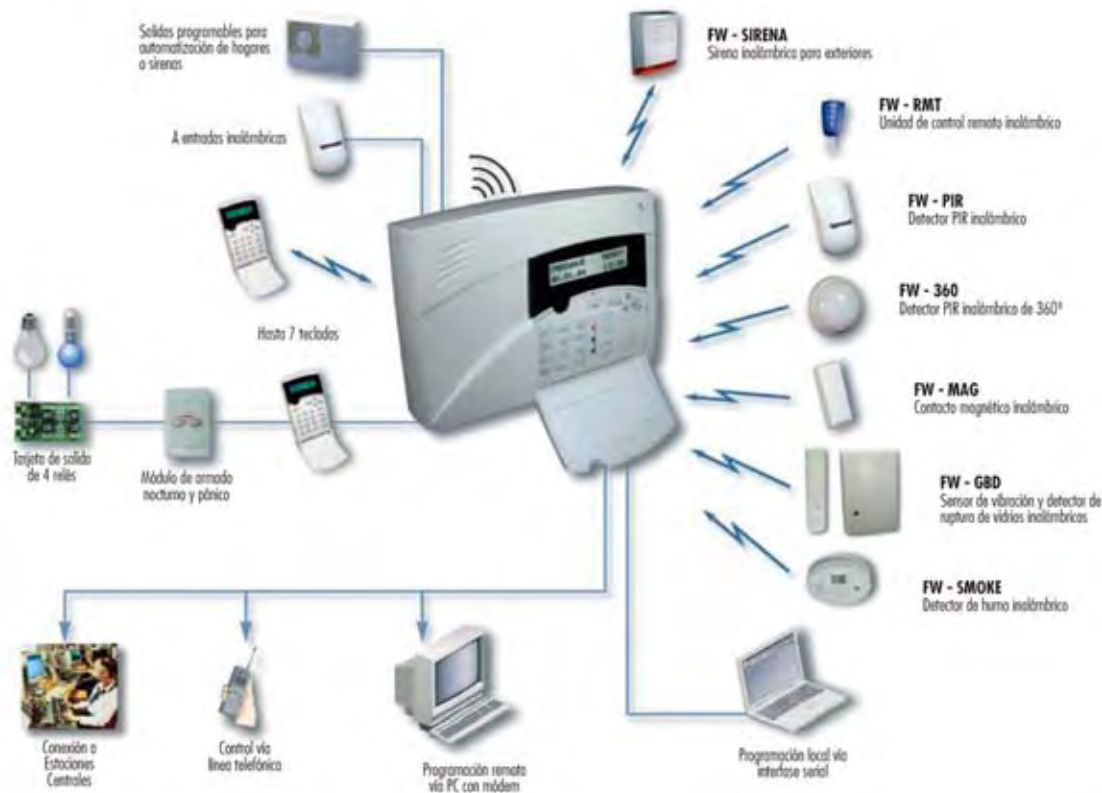 Salidas programables para
automatización de hogares
o sirenas
A entradas inalámbricas
Hasta 7 teclados
Tarjeta de salida
de 4 relés
Módulo de armado
nocturno y pánico
FW - SIRENA
Sirena inalámbrica para exteriores
FW - RMT
Unidad de control remoto inalámbrico
FW - PIR
Detector PIR inalámbrico
FW - 360
Detector PIR inalámbrico de 360º
FW - MAG
Contacto magnético inalámbrico
FW - GBD
Sensor de vibración y detector de
ruptura de vidrios inalámbricos
FW - SMOKE
Detector de humo inalámbrico
Conexión a
Estaciones
Centrales
Control vía
línea telefónica
Programación remota
vía PC con módem
Programación local vía
interfase serial